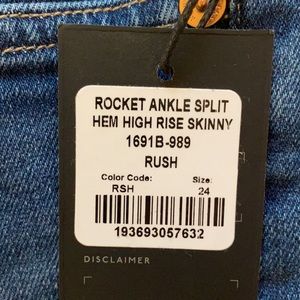 ROCKET ANKLE SPLIT
HEM HIGH RISE SKINNY
1691B-989
RUSH
Color Code: Size:
RSH 24
193693057632
DISCLAIMER